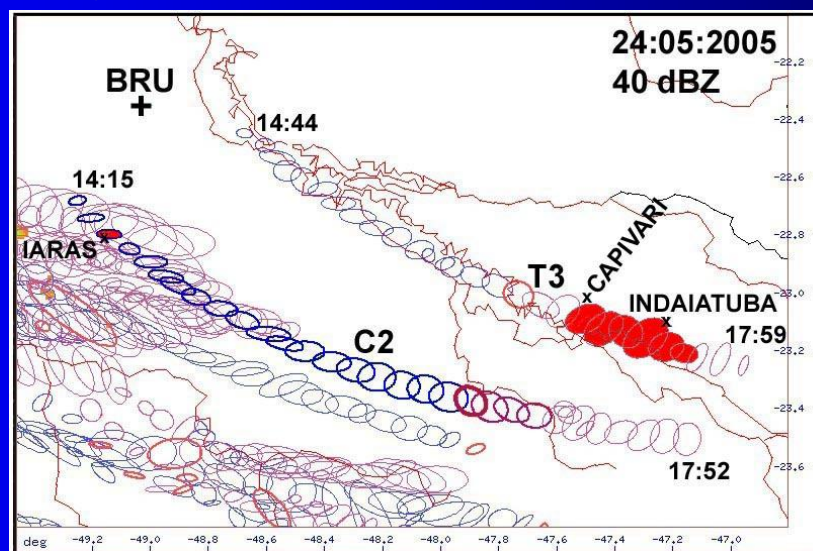 24:05:2005
40 dBZ
BRU
+
14:44
14:15
IARAS
x
T3
CAPIVARI
x
INDAIATUBA
x
17:59
C2
17:52
-22.2
-22.4
-22.6
-22.8
-23.0
-23.2
-23.4
-23.6
deg
-49.2
-49.0
-48.8
-48.6
-48.4
-48.2
-48.0
-47.8
-47.6
-47.4
-47.2
-47.0